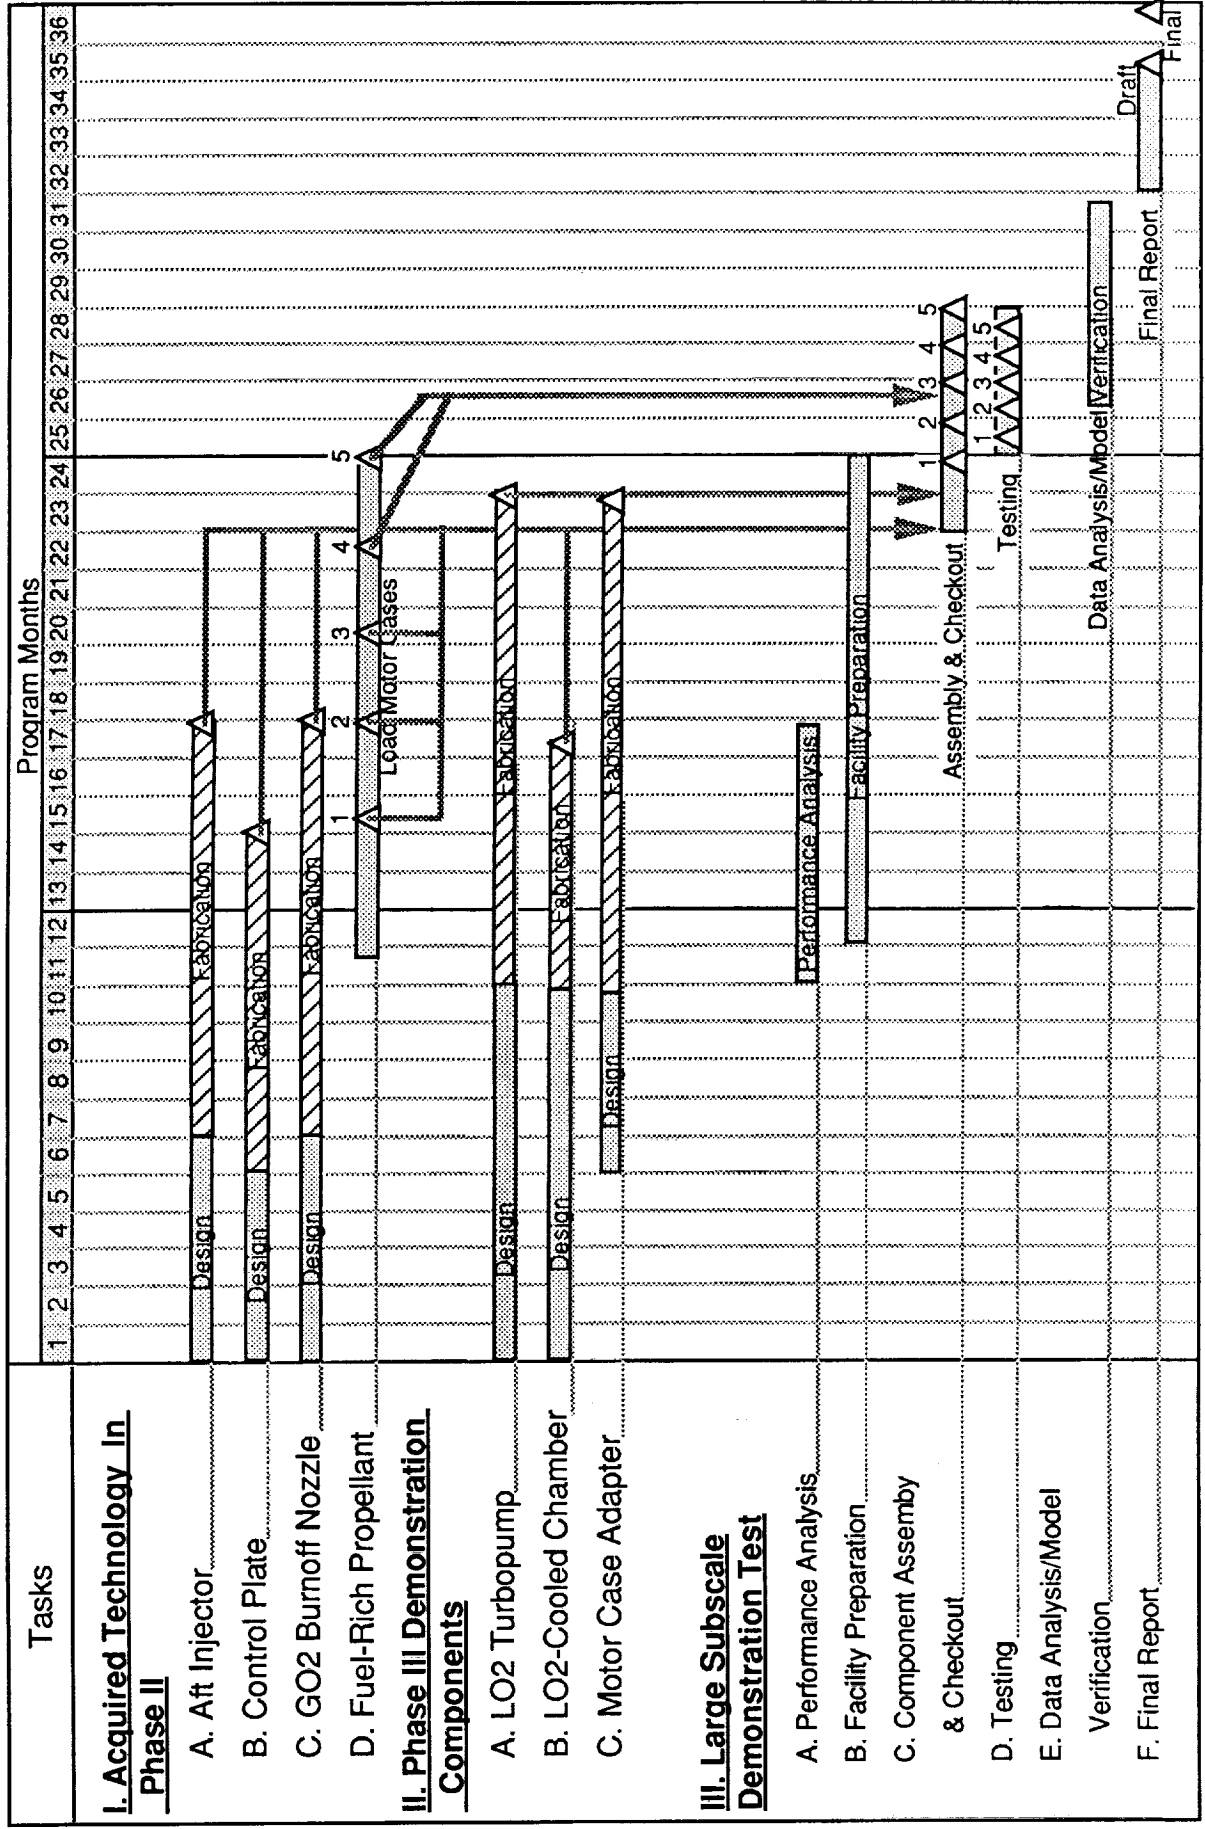 Tasks
Program Months
1 2 3 4 5 6 7 8 9 10 11 12 13 14 15 16 17 18 19 20 21 22 23 24 25 26 27 28 29 30 31 32 33 34 35 36
I. Acquired Technology In
Phase II
A. Aft Injector
Design
Fabrication
B. Control Plate
Design
Fabrication
C. GO2 Burnoff Nozzle
Design
Fabrication
D. Fuel-Rich Propellant
1 2 3 4 5
Load Motor Cases
II. Phase III Demonstration
Components
A. LO2 Turbopump
Design
Fabrication
B. LO2-Cooled Chamber
Design
Fabrication
C. Motor Case Adapter
Design
Fabrication
III. Large Subscale
Demonstration Test
A. Performance Analysis
Performance Analysis
B. Facility Preparation
Facility Preparation
C. Component Assemby
& Checkout
Assembly & Checkout
1 2 3 4 5
D. Testing
Testing
1 2 3 4 5
E. Data Analysis/Model
Verification
Data Analysis/Model Verification
F. Final Report
Final Report
Draft
Final